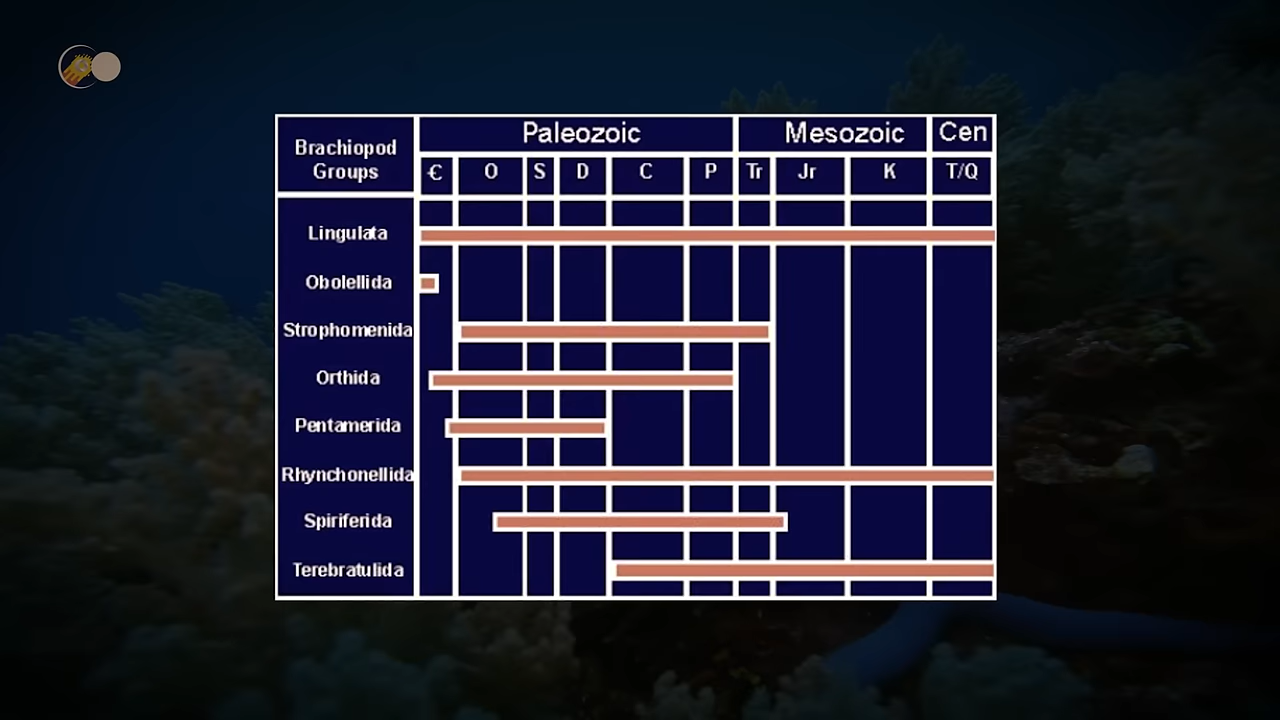 Brachiopod
Groups
Paleozoic
Mesozoic
Cen
€
O
S
D
C
P
Tr
Jr
K
T/Q
Lingulata
Obolellida
Strophomenida
Orthida
Pentamerida
Rhynchonellida
Spiriferida
Terebratulida